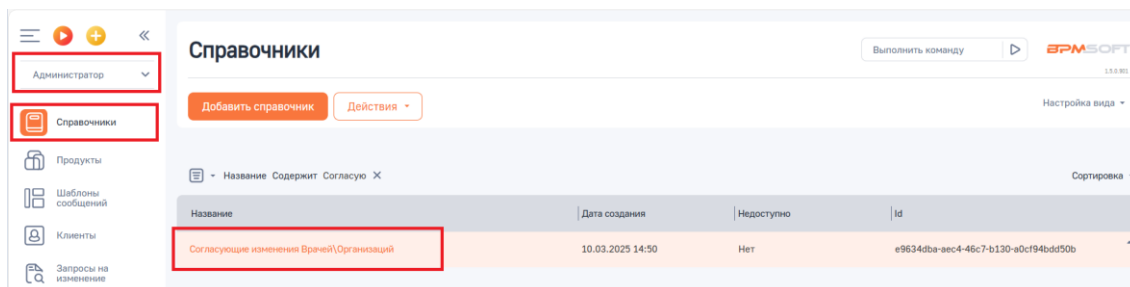 Справочники
Выполнить команду
BPMSOFT
Администратор
Добавить справочник
Действия
Настройка вида
Справочники
Продукты
Название Содержит Согласую
Сортировка
Шаблоны
сообщений
Название
Дата создания
Недоступно
Id
Клиенты
Согласующие изменения Врачей\Организаций
10.03.2025 14:50
Нет
e9634dba-aec4-46c7-b130-a0cf94bdd50b
Запросы на
изменение